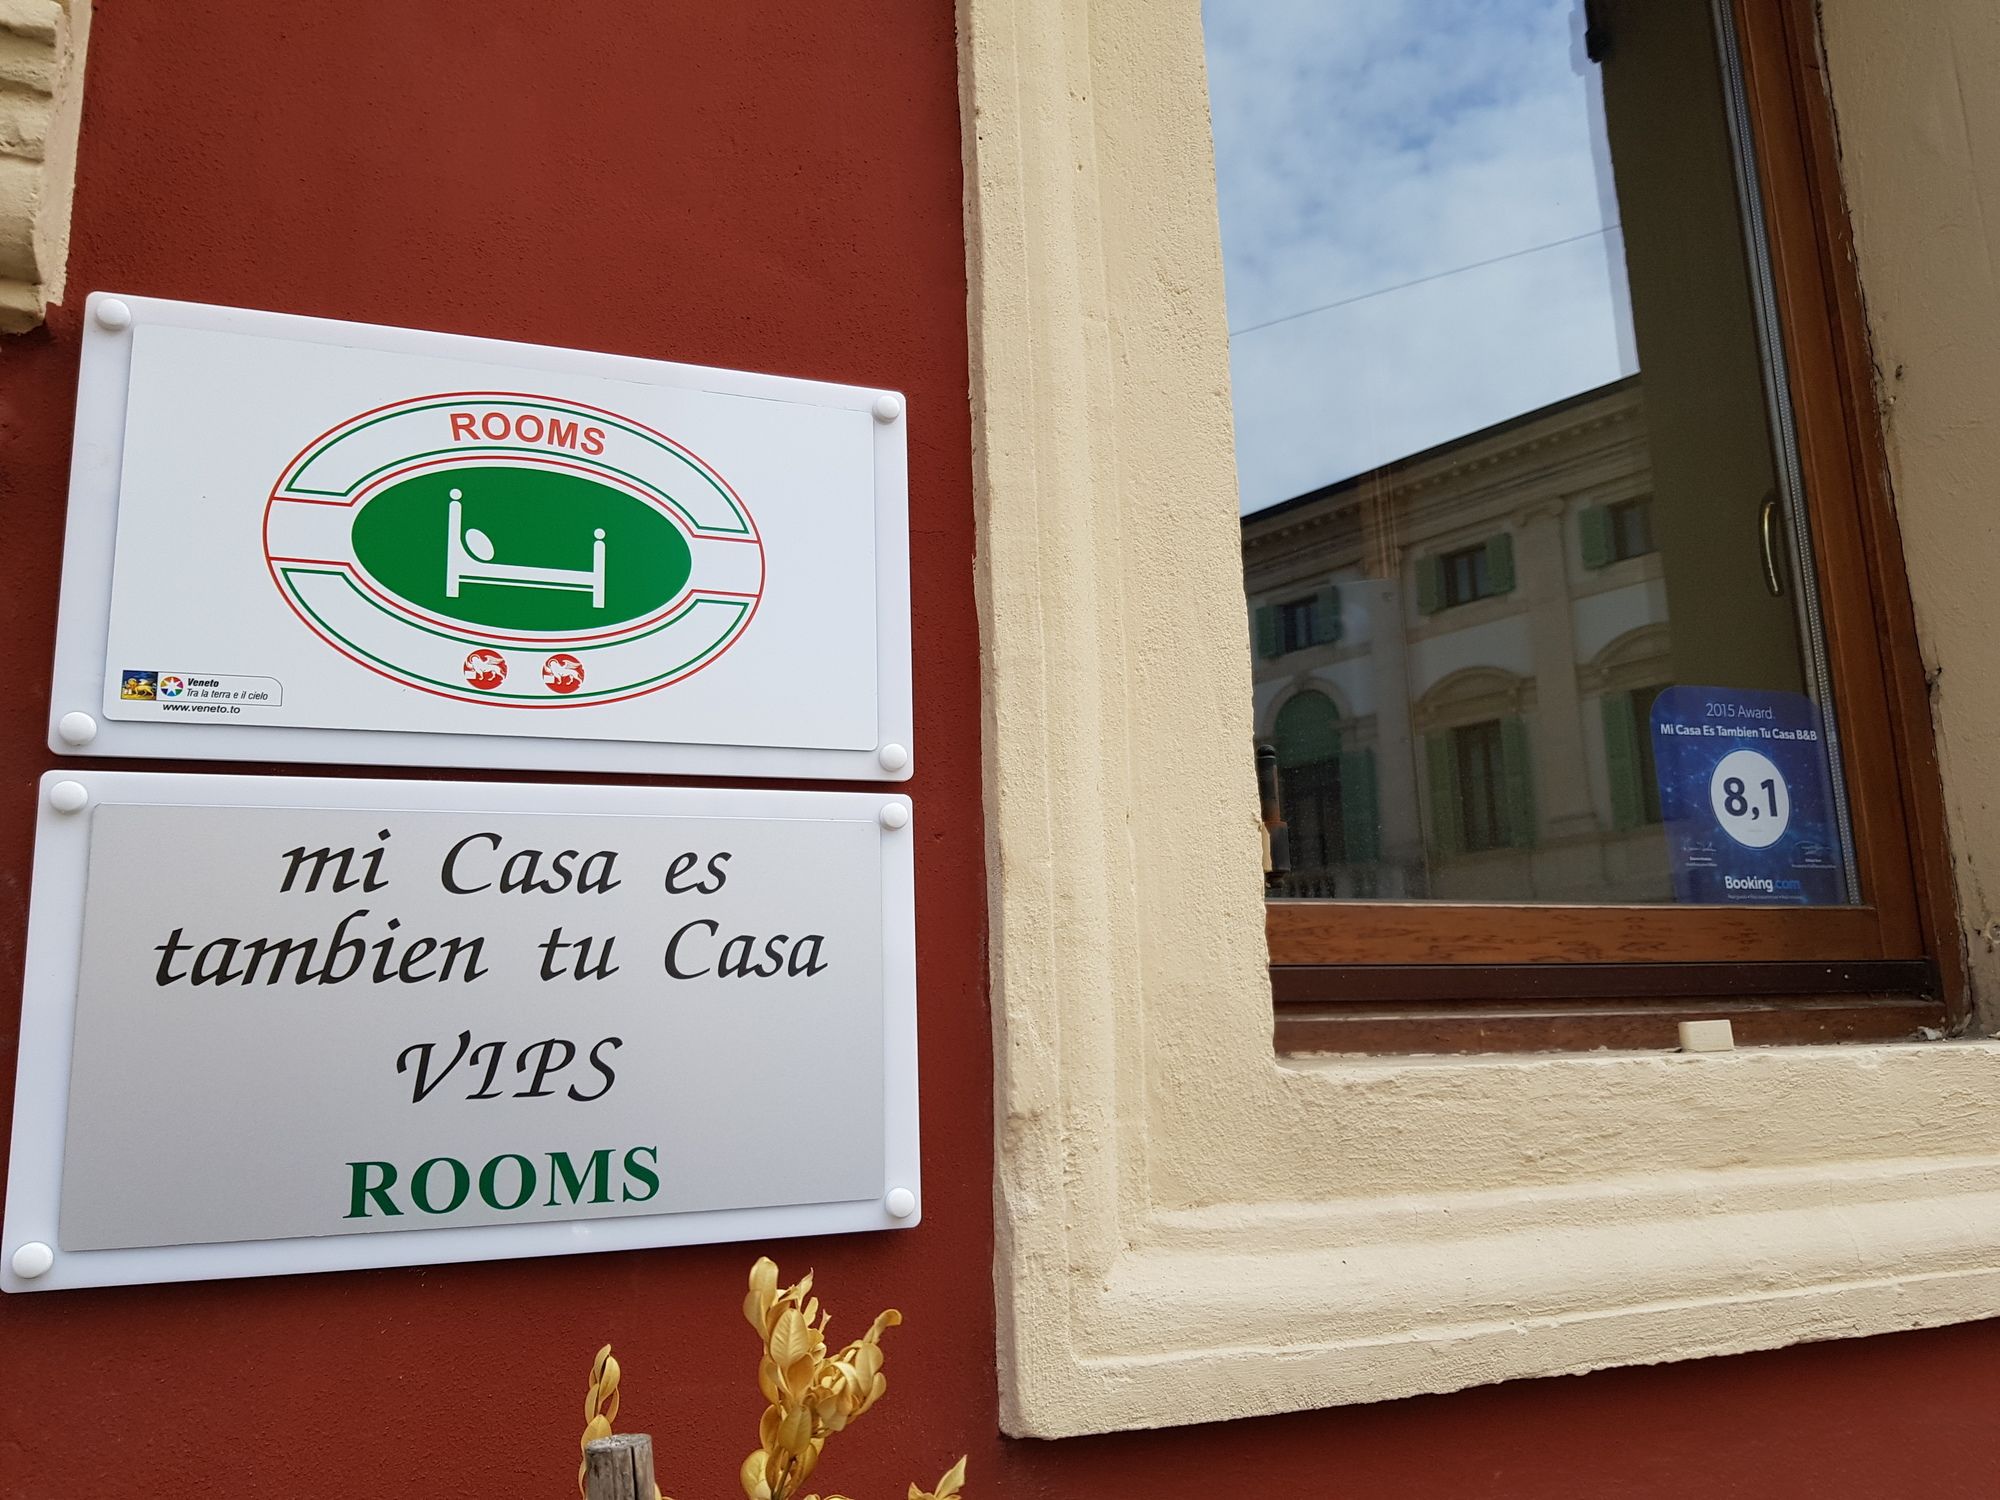 ROOMS
Veneto
Tra la terra e il cielo
www.veneto.to
mi Casa es
tambien tu Casa
VIPS
ROOMS
2015 Award
Mi Casa Es Tambien Tu Casa B&B
8,1
Booking.com